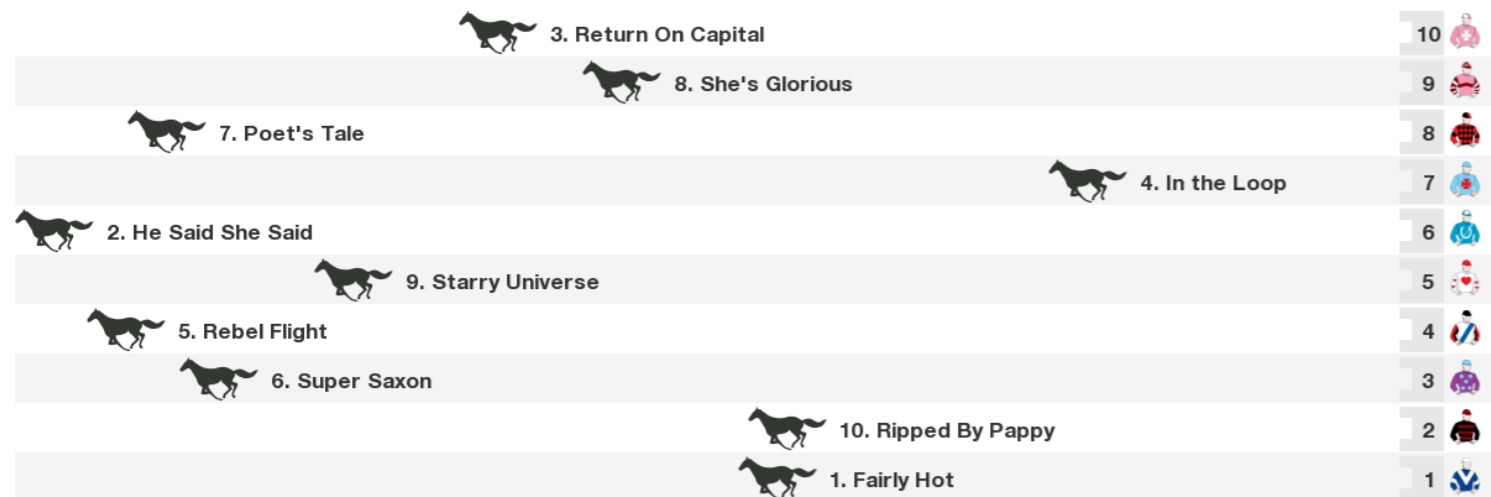 3. Return On Capital 10
8. She's Glorious 9
7. Poet's Tale 8
4. In the Loop 7
2. He Said She Said 6
9. Starry Universe 5
5. Rebel Flight 4
6. Super Saxon 3
10. Ripped By Pappy 2
1. Fairly Hot 1